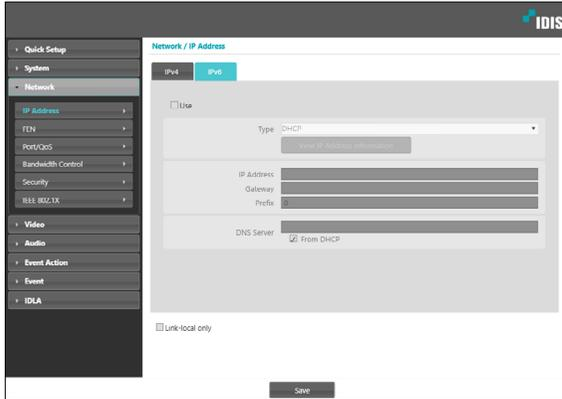 IDIS
Quick Setup
System
Network
IP Address
FEN
Port/QoS
Bandwidth Control
Security
IEEE 802.1X
Video
Audio
Event Action
Event
IDLA
Network / IP Address
IPv4 IPv6
Use
Type DHCP
View IP Address Information
IP Address
Gateway
Prefix 0
DNS Server
From DHCP
Link-local only
Save